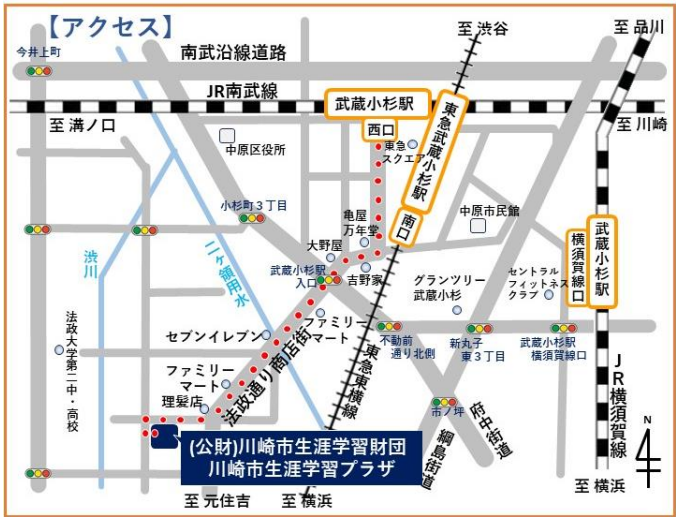 【アクセス】
今井上町
南武沿線道路
至 渋谷
至 品川
JR南武線
武蔵小杉駅
西口
至 溝ノ口
至 川崎
東急武蔵小杉駅
南口
中原区役所
東急
スクエア
小杉町3丁目
亀屋
万年堂
中原市民館
大野屋
吉野家
武蔵小杉駅
入口
渋川
二ヶ領用水
グランツリー
武蔵小杉
セントラル
フィットネス
クラブ
横須賀線口
武蔵小杉駅
法政大学第二中・高校
セブンイレブン
ファミリー
マート
不動前
通り北側
新丸子
東3丁目
武蔵小杉駅
横須賀線口
ファミリー
マート
理髪店
法政通り商店街
東急東横線
JR横須賀線
市ノ坪
府中街道
綱島街道
(公財)川崎市生涯学習財団
川崎市生涯学習プラザ
N
至 元住吉
至 横浜
至 横浜